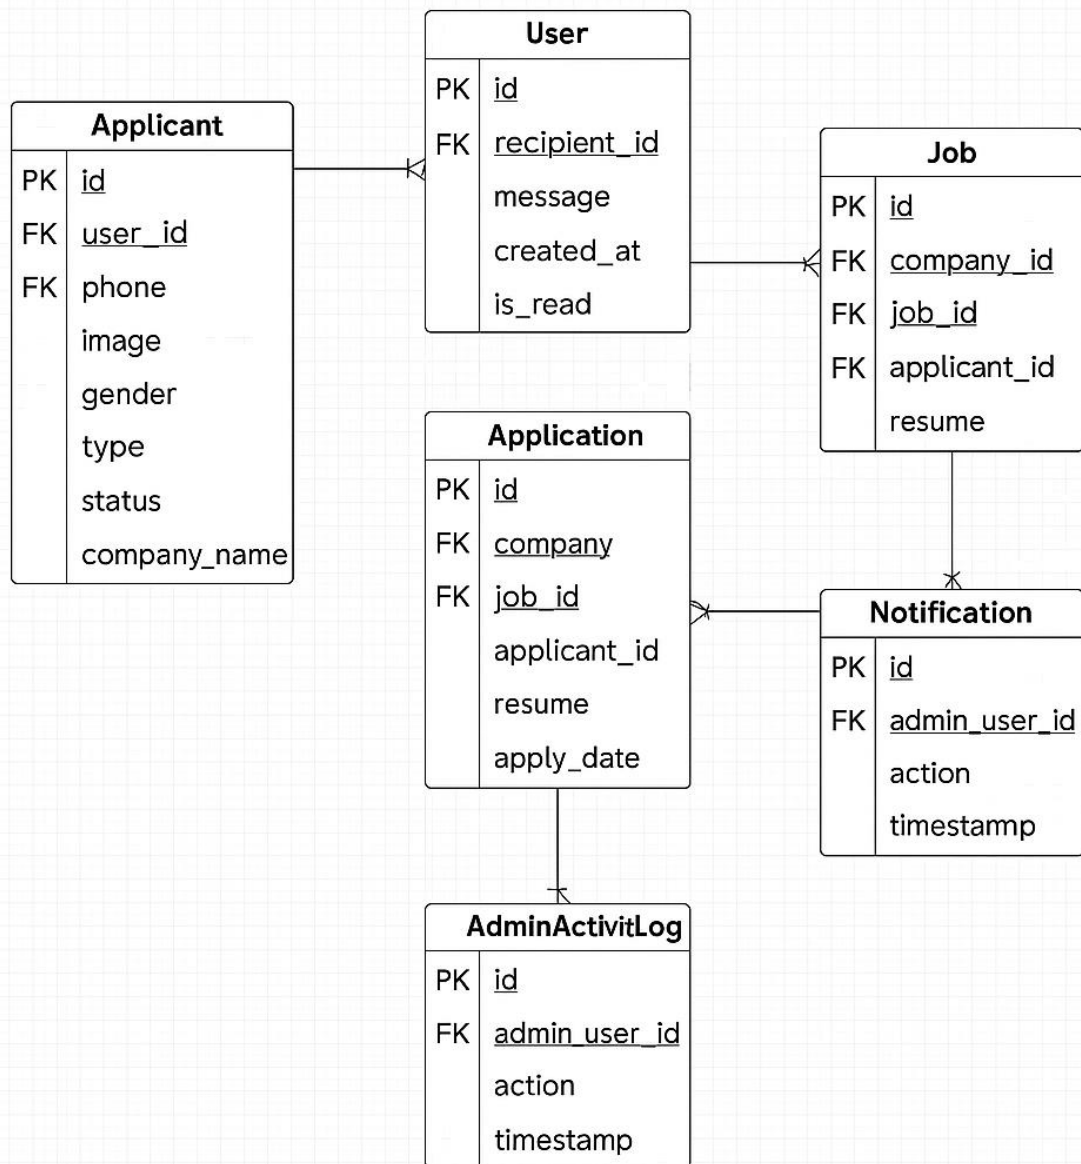 User
PK id
FK recipient_id
message
created_at
is_read
Applicant
PK id
FK user_id
FK phone
image
gender
type
status
company_name
Job
PK id
FK company_id
FK job_id
FK applicant_id
resume
Application
PK id
FK company
FK job_id
applicant_id
resume
apply_date
Notification
PK id
FK admin_user_id
action
timestarmp
AdminActivitLog
PK id
FK admin_user_id
action
timestamp